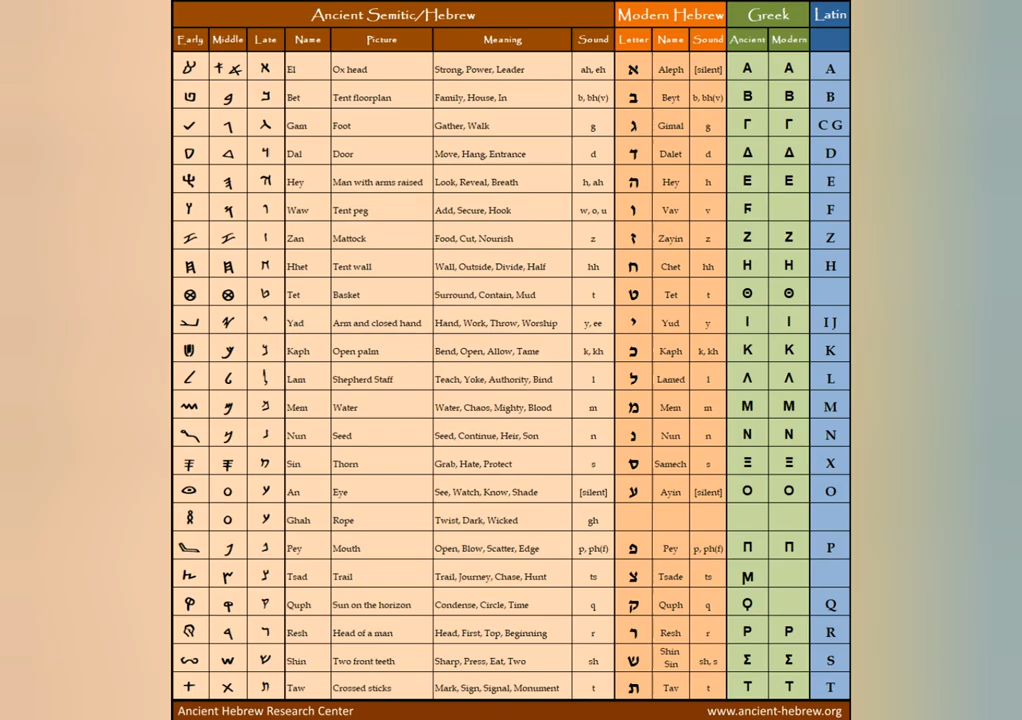 Ancient Semitic/Hebrew Modern Hebrew Greek Latin
Early Middle Late Name Picture Meaning Sound Letter Name Sound Ancient Modern
El Ox head Strong, Power, Leader ah, eh א Aleph [silent] Α Α A
Bet Tent floorplan Family, House, In b, bh(v) ב Beyt b, bh(v) Β Β B
Gam Foot Gather, Walk g ג Gimal g Γ Γ C G
Dal Door Move, Hang, Entrance d ד Dalet d Δ Δ D
Hey Man with arms raised Look, Reveal, Breath h, ah ה Hey h Ε Ε E
Waw Tent peg Add, Secure, Hook w, o, u ו Vav v Ϝ F
Zan Mattock Food, Cut, Nourish z ז Zayin z Ζ Ζ Z
Hhet Tent wall Wall, Outside, Divide, Half hh ח Chet hh Η Η H
Tet Basket Surround, Contain, Mud t ט Tet t Θ Θ
Yad Arm and closed hand Hand, Work, Throw, Worship y, ee י Yud y Ι Ι I J
Kaph Open palm Bend, Open, Allow, Tame k, kh כ Kaph k, kh Κ Κ K
Lam Shepherd Staff Teach, Yoke, Authority, Bind l ל Lamed l Λ Λ L
Mem Water Water, Chaos, Mighty, Blood m מ Mem m Μ Μ M
Nun Seed Seed, Continue, Heir, Son n נ Nun n Ν Ν N
Sin Thorn Grab, Hate, Protect s ס Samech s Ξ Ξ X
An Eye See, Watch, Know, Shade [silent] ע Ayin [silent] Ο Ο O
Ghah Rope Twist, Dark, Wicked gh
Pey Mouth Open, Blow, Scatter, Edge p, ph(f) פ Pey p, ph(f) Π Π P
Tsad Trail Trail, Journey, Chase, Hunt ts צ Tsade ts Ϻ
Quph Sun on the horizon Condense, Circle, Time q ק Quph q Ϙ Q
Resh Head of a man Head, First, Top, Beginning r ר Resh r Ρ Ρ R
Shin Two front teeth Sharp, Press, Eat, Two sh ש Shin Sin sh, s Σ Σ S
Taw Crossed sticks Mark, Sign, Signal, Monument t ת Tav t Τ Τ T
Ancient Hebrew Research Center www.ancient-hebrew.org